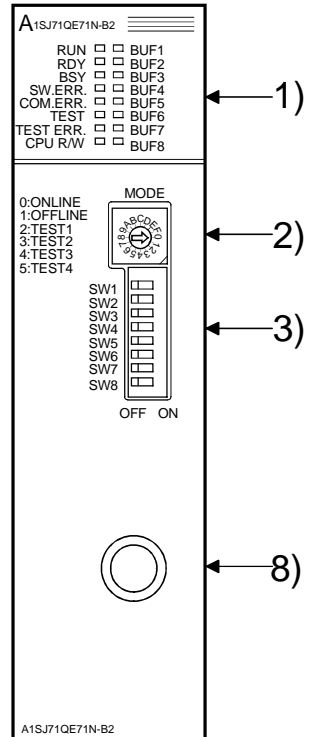 A1SJ71QE71N-B2
RUN BUF1
RDY BUF2
BSY BUF3
SW.ERR. BUF4
COM.ERR. BUF5
TEST BUF6
TEST ERR. BUF7
CPU R/W BUF8
1)
MODE
0:ONLINE
1:OFFLINE
2:TEST1
3:TEST2
4:TEST3
5:TEST4
0123456789ABCDEF
2)
SW1
SW2
SW3
SW4
SW5
SW6
SW7
SW8
3)
OFF ON
8)
A1SJ71QE71N-B2